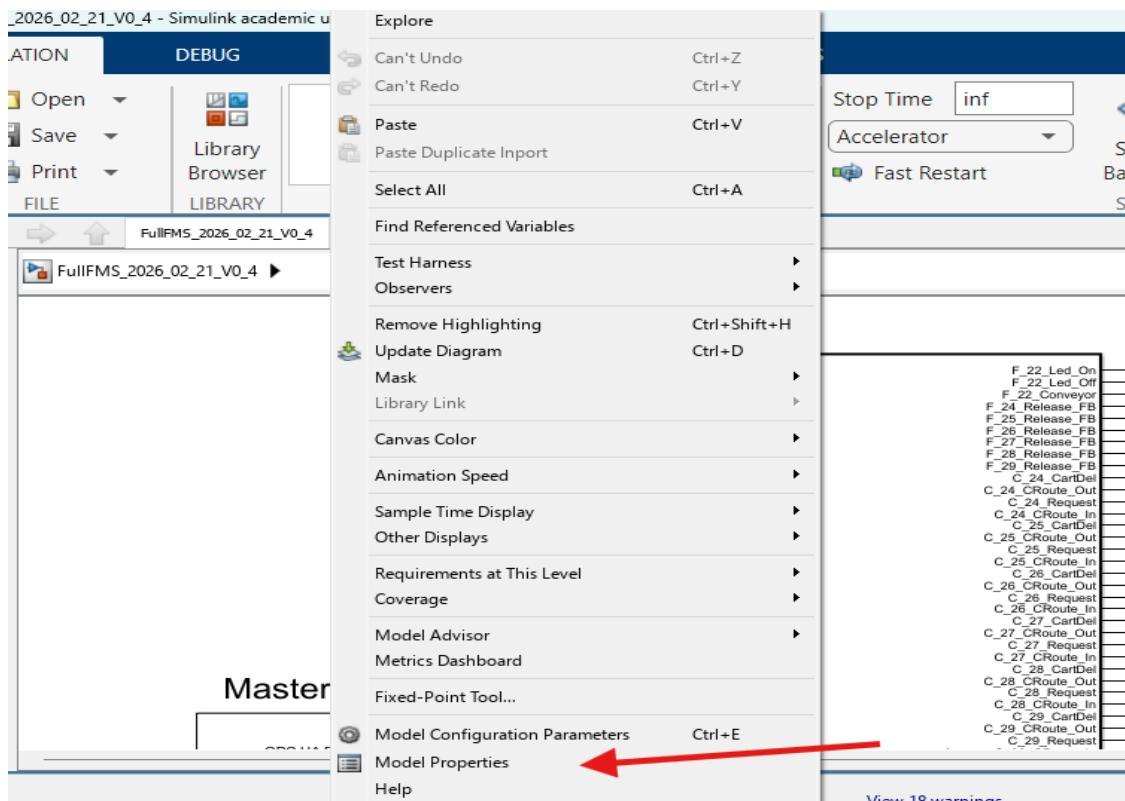 _2026_02_21_V0_4 - Simulink academic u
LATION
DEBUG
Open
Save
Print
FILE
Library
Browser
LIBRARY
Stop Time
inf
Accelerator
Fast Restart
FullFMS_2026_02_21_V0_4
FullFMS_2026_02_21_V0_4
Explore
Can't Undo Ctrl+Z
Can't Redo Ctrl+Y
Paste Ctrl+V
Paste Duplicate Inport
Select All Ctrl+A
Find Referenced Variables
Test Harness
Observers
Remove Highlighting Ctrl+Shift+H
Update Diagram Ctrl+D
Mask
Library Link
Canvas Color
Animation Speed
Sample Time Display
Other Displays
Requirements at This Level
Coverage
Model Advisor
Metrics Dashboard
Fixed-Point Tool...
Model Configuration Parameters Ctrl+E
Model Properties
Help
Master
F_22_Led_On
F_22_Led_Off
F_22_Conveyor
F_24_Release_FB
F_25_Release_FB
F_26_Release_FB
F_27_Release_FB
F_28_Release_FB
F_29_Release_FB
C_24_CartDel
C_24_CRoute_Out
C_24_Request
C_24_CRoute_In
C_25_CartDel
C_25_CRoute_Out
C_25_Request
C_25_CRoute_In
C_26_CartDel
C_26_CRoute_Out
C_26_Request
C_26_CRoute_In
C_27_CartDel
C_27_CRoute_Out
C_27_Request
C_27_CRoute_In
C_28_CartDel
C_28_CRoute_Out
C_28_Request
C_28_CRoute_In
C_29_CartDel
C_29_CRoute_Out
C_29_Request
View 18 warnings